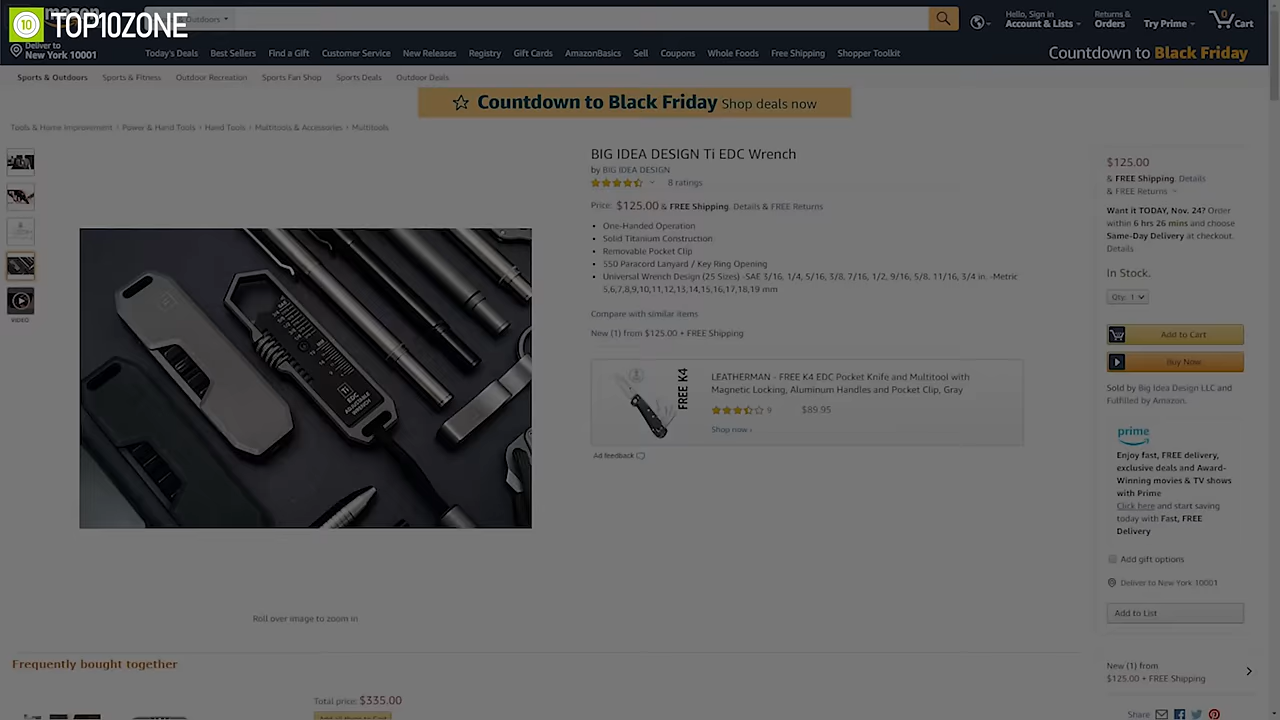 10 TOP10ZONE
Outdoors
Hello, Sign in
Account & Lists
Returns &
Orders
Try Prime
0
Cart
Deliver to
New York 10001
Today's Deals Best Sellers Find a Gift Customer Service New Releases Registry Gift Cards AmazonBasics Sell Coupons Whole Foods Free Shipping Shopper Toolkit
Countdown to Black Friday
Sports & Outdoors Sports & Fitness Outdoor Recreation Sports Fan Shop Sports Deals Outdoor Deals
Countdown to Black Friday Shop deals now
Tools & Home Improvement › Power & Hand Tools › Hand Tools › Multitools & Accessories › Multitools
VIDEO
Ti
EDC
ADJUSTABLE
WRENCH
Roll over image to zoom in
BIG IDEA DESIGN Ti EDC Wrench
by BIG IDEA DESIGN
8 ratings
Price: $125.00 & FREE Shipping. Details & FREE Returns
• One-Handed Operation
• Solid Titanium Construction
• Removable Pocket Clip
• 550 Paracord Lanyard / Key Ring Opening
• Universal Wrench Design (25 Sizes) -SAE 3/16, 1/4, 5/16, 3/8, 7/16, 1/2, 9/16, 5/8, 11/16, 3/4 in. -Metric
5,6,7,8,9,10,11,12,13,14,15,16,17,18,19 mm
Compare with similar items
New (1) from $125.00 + FREE Shipping
FREE K4
LEATHERMAN - FREE K4 EDC Pocket Knife and Multitool with
Magnetic Locking, Aluminum Handles and Pocket Clip, Gray
9 $89.95
Shop now ›
Ad feedback
$125.00
& FREE Shipping. Details
& FREE Returns
Want it TODAY, Nov. 24? Order
within 6 hrs 26 mins and choose
Same-Day Delivery at checkout.
Details
In Stock.
Qty: 1
Add to Cart
Buy Now
Sold by Big Idea Design LLC and
Fulfilled by Amazon.
prime
Enjoy fast, FREE delivery,
exclusive deals and Award-
Winning movies & TV shows
with Prime
Click here and start saving
today with Fast, FREE
Delivery
Add gift options
Deliver to New York 10001
Add to List
New (1) from
$125.00 + FREE Shipping
Share
Frequently bought together
Total price: $335.00